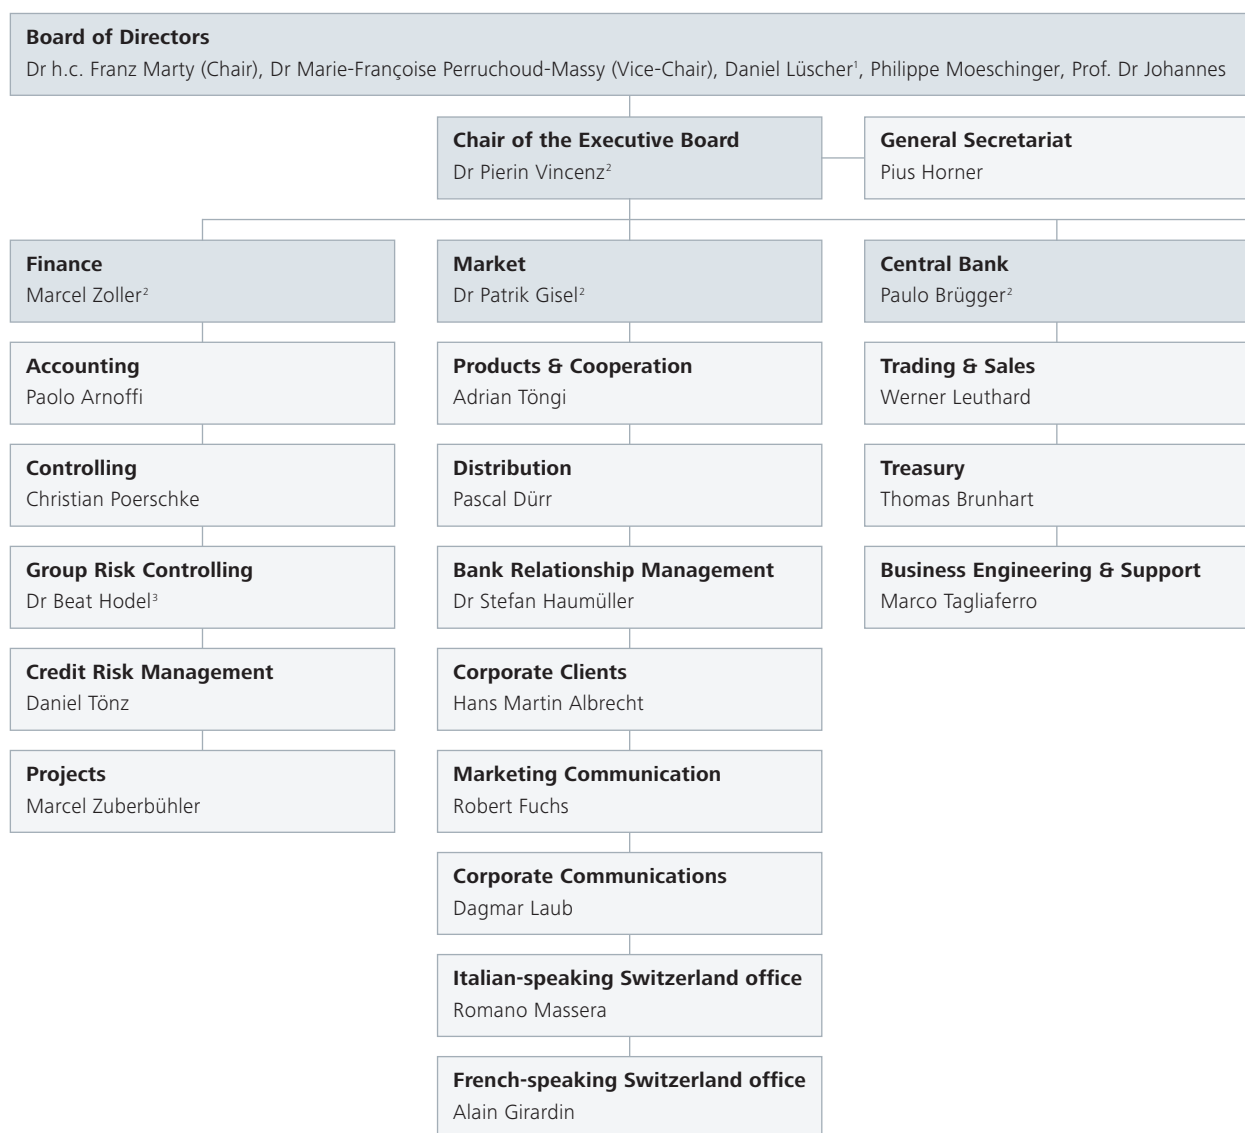 Board of Directors
Dr h.c. Franz Marty (Chair), Dr Marie-Françoise Perruchoud-Massy (Vice-Chair), Daniel Lüscher¹, Philippe Moeschinger, Prof. Dr Johannes
Chair of the Executive Board
Dr Pierin Vincenz²
General Secretariat
Pius Horner
Finance
Marcel Zoller²
Accounting
Paolo Arnoffi
Controlling
Christian Poerschke
Group Risk Controlling
Dr Beat Hodel³
Credit Risk Management
Daniel Tönz
Projects
Marcel Zuberbühler
Market
Dr Patrik Gisel²
Products & Cooperation
Adrian Töngi
Distribution
Pascal Dürr
Bank Relationship Management
Dr Stefan Haumüller
Corporate Clients
Hans Martin Albrecht
Marketing Communication
Robert Fuchs
Corporate Communications
Dagmar Laub
Italian-speaking Switzerland office
Romano Massera
French-speaking Switzerland office
Alain Girardin
Central Bank
Paulo Brügger²
Trading & Sales
Werner Leuthard
Treasury
Thomas Brunhart
Business Engineering & Support
Marco Tagliaferro